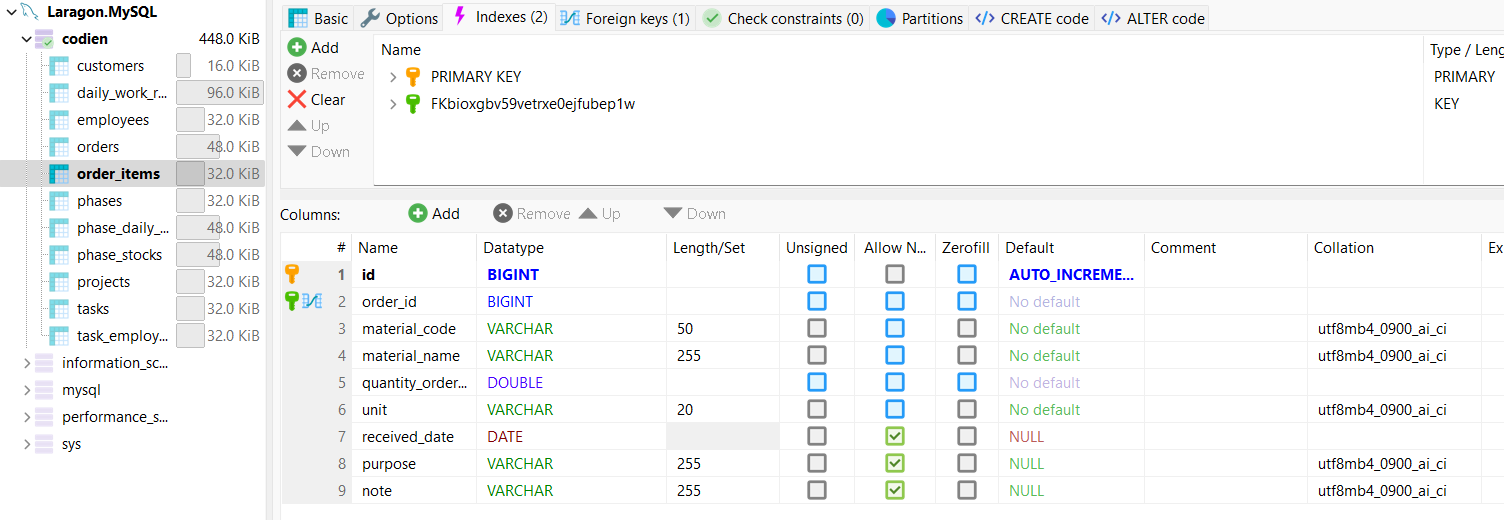 Laragon.MySQL
codien 448.0 KiB
customers 16.0 KiB
daily_work_r... 96.0 KiB
employees 32.0 KiB
orders 48.0 KiB
order_items 32.0 KiB
phases 32.0 KiB
phase_daily_... 48.0 KiB
phase_stocks 48.0 KiB
projects 32.0 KiB
tasks 32.0 KiB
task_employ... 32.0 KiB
information_sc...
mysql
performance_s...
sys
Basic Options Indexes (2) Foreign keys (1) Check constraints (0) Partitions CREATE code ALTER code
Add
Remove
Clear
Up
Down
Name Type / Leng
PRIMARY KEY PRIMARY
FKbioxgbv59vetrxe0ejfubep1w KEY
Columns: Add Remove Up Down
# Name Datatype Length/Set Unsigned Allow N... Zerofill Default Comment Collation Ex
1 id BIGINT AUTO_INCREME...
2 order_id BIGINT No default
3 material_code VARCHAR 50 No default utf8mb4_0900_ai_ci
4 material_name VARCHAR 255 No default utf8mb4_0900_ai_ci
5 quantity_order... DOUBLE No default
6 unit VARCHAR 20 No default utf8mb4_0900_ai_ci
7 received_date DATE NULL
8 purpose VARCHAR 255 NULL utf8mb4_0900_ai_ci
9 note VARCHAR 255 NULL utf8mb4_0900_ai_ci